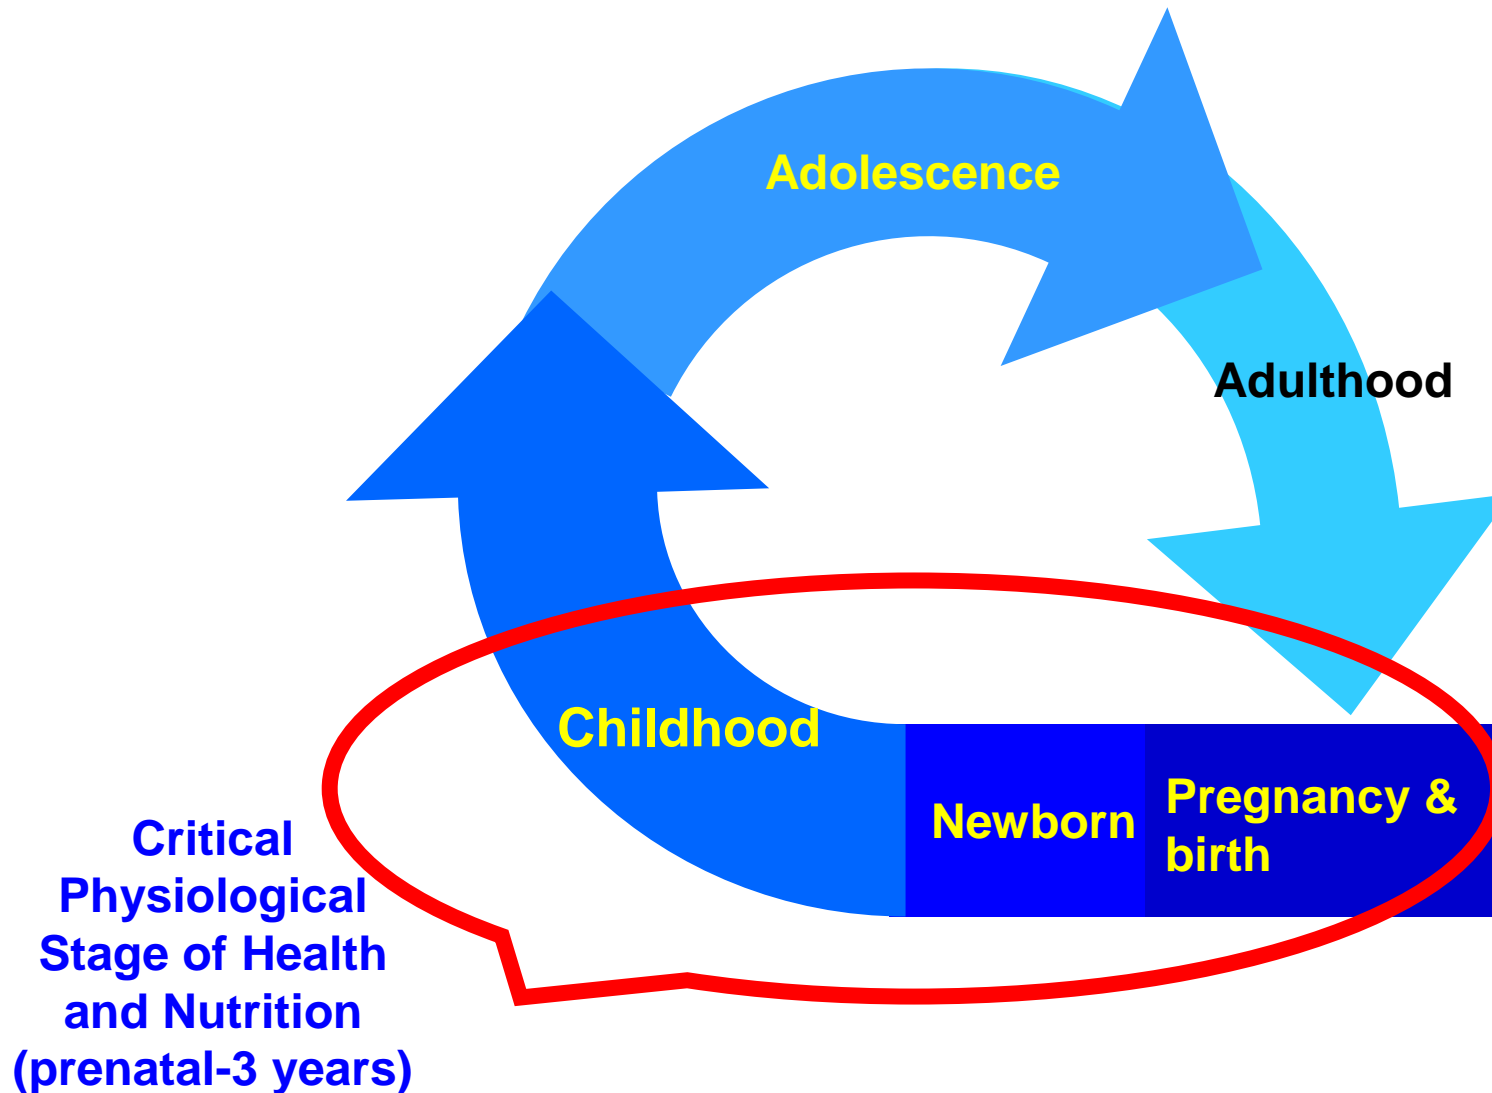 Adolescence
Adulthood
Childhood
Newborn
Pregnancy &
birth
Critical
Physiological
Stage of Health
and Nutrition
(prenatal-3 years)